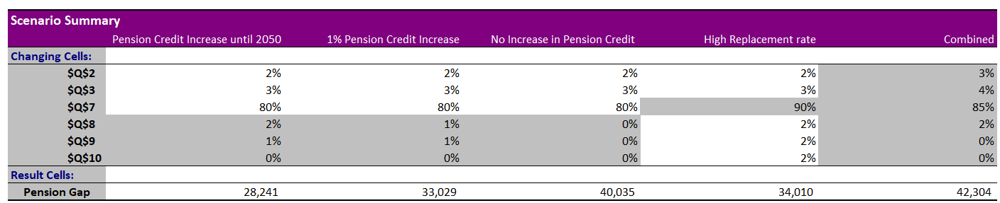 Scenario Summary
Pension Credit Increase until 2050 1% Pension Credit Increase No Increase in Pension Credit High Replacement rate Combined
Changing Cells:
$Q$2 2% 2% 2% 2% 3%
$Q$3 3% 3% 3% 3% 4%
$Q$7 80% 80% 80% 90% 85%
$Q$8 2% 1% 0% 2% 2%
$Q$9 1% 1% 0% 2% 0%
$Q$10 0% 0% 0% 2% 0%
Result Cells:
Pension Gap 28,241 33,029 40,035 34,010 42,304